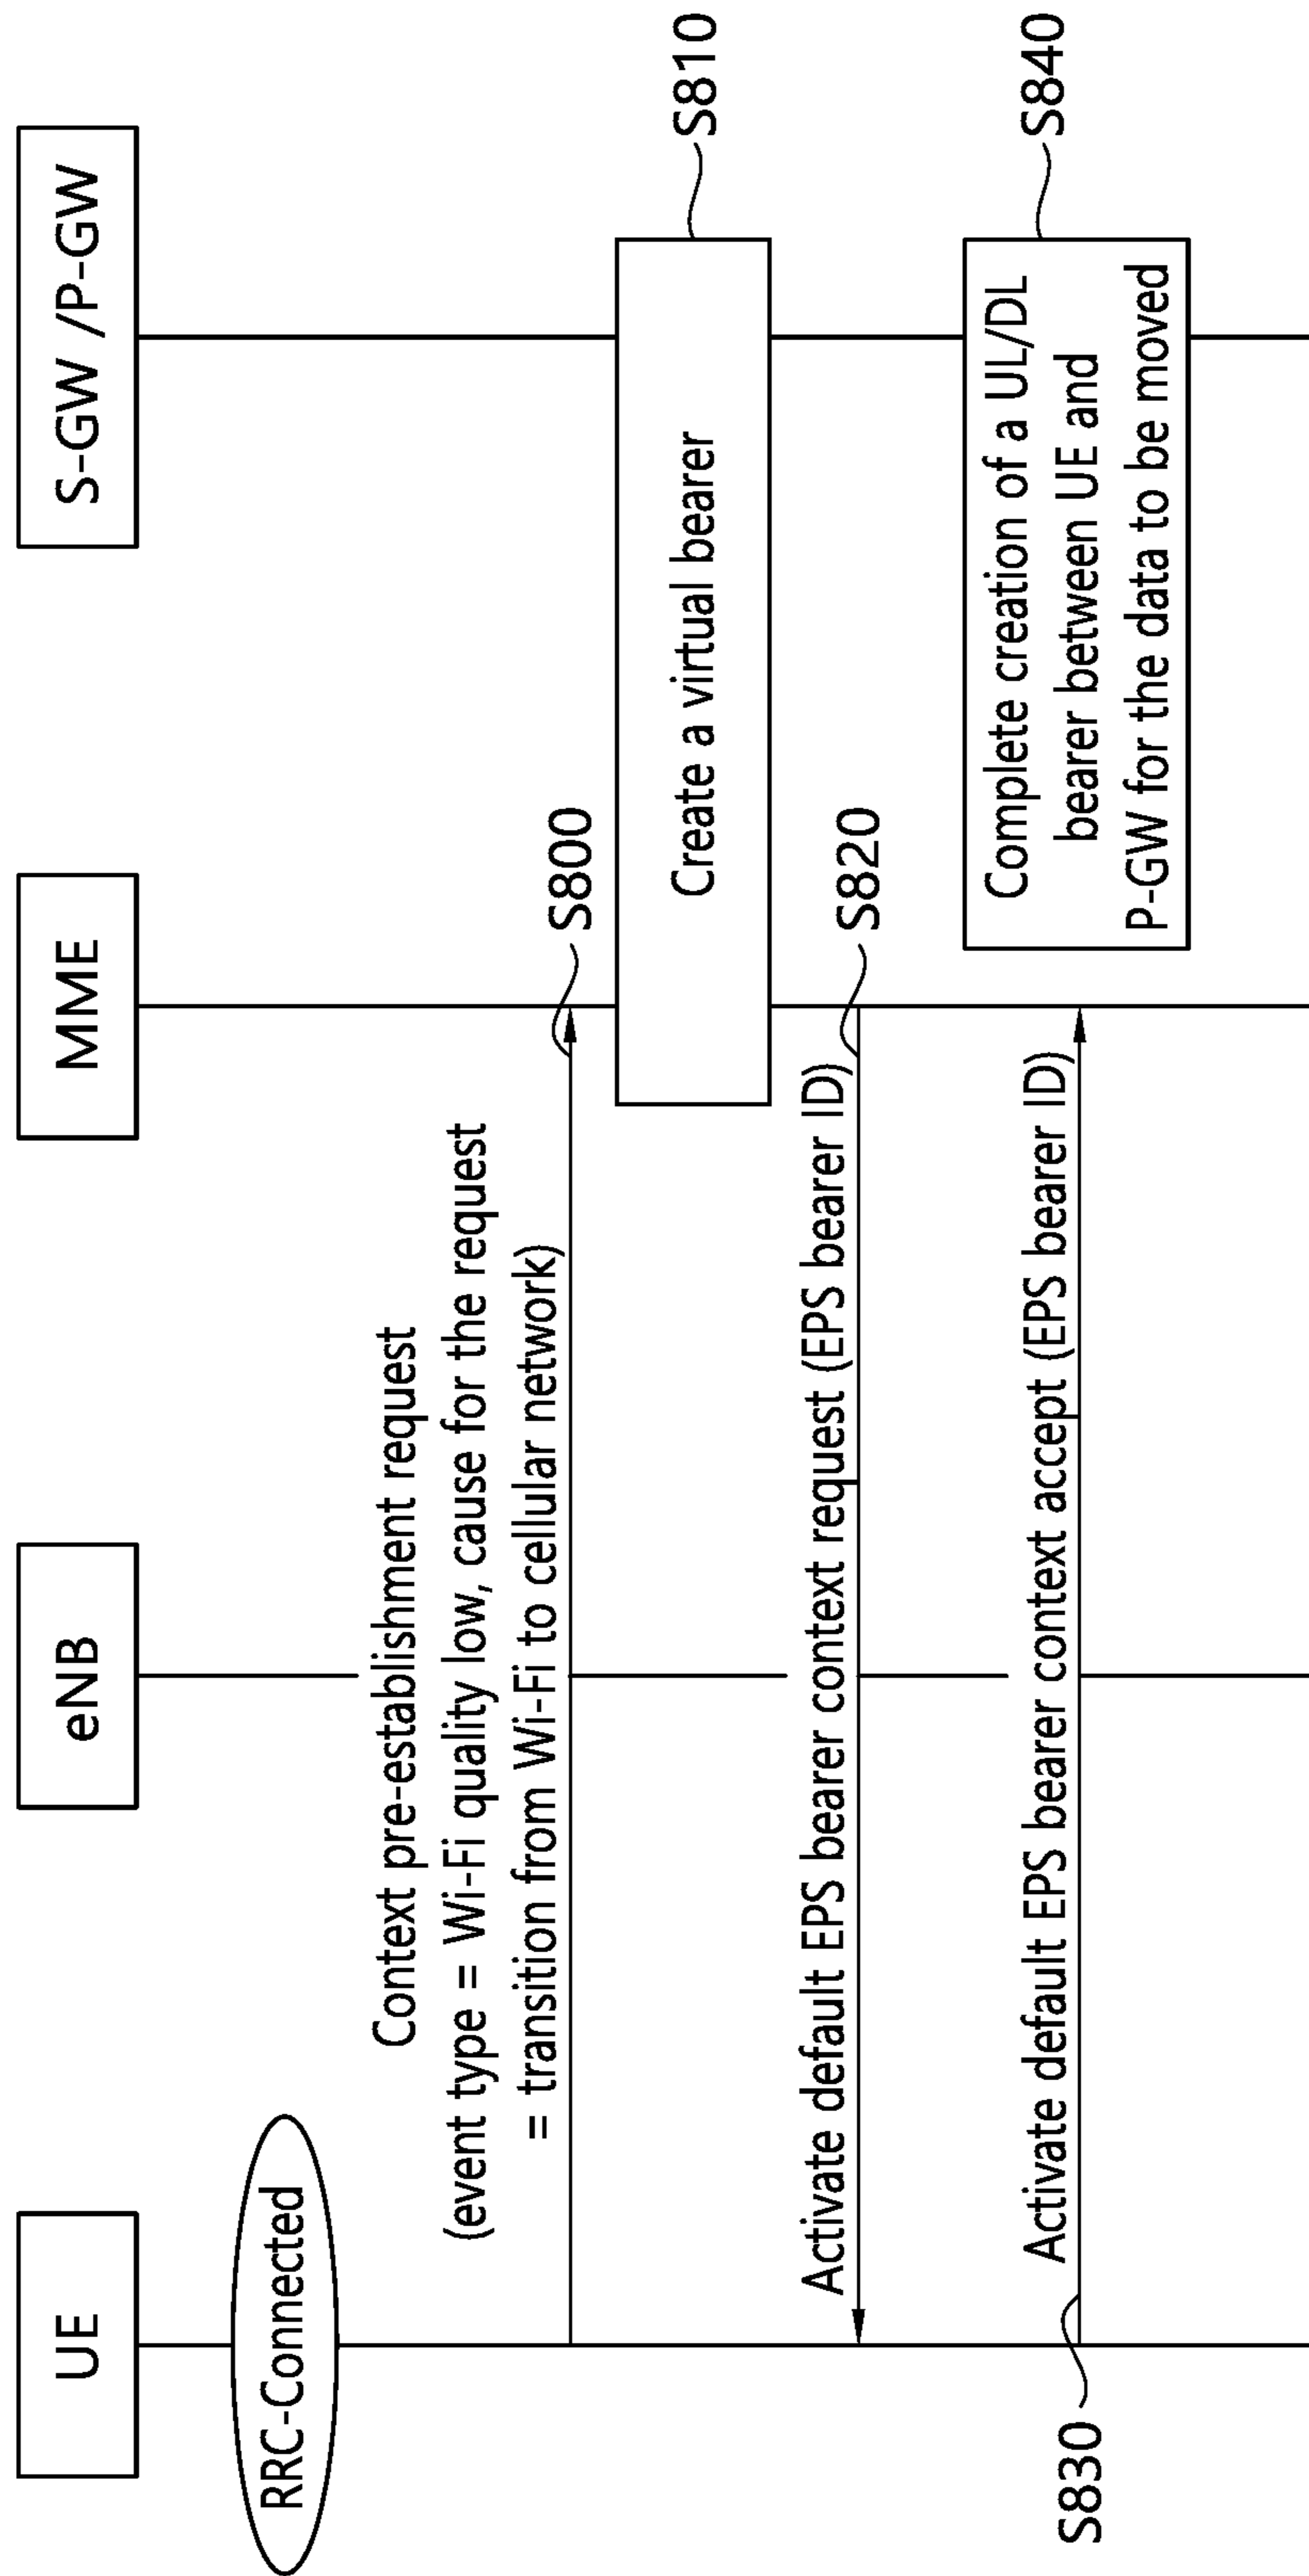 UE
eNB
MME
S-GW /P-GW
RRC-Connected
Context pre-establishment request
(event type = Wi-Fi quality low, cause for the request
= transition from Wi-Fi to cellular network)
S800
Create a virtual bearer
S810
Activate default EPS bearer context request (EPS bearer ID)
S820
Activate default EPS bearer context accept (EPS bearer ID)
S830
Complete creation of a UL/DL
bearer between UE and
P-GW for the data to be moved
S840